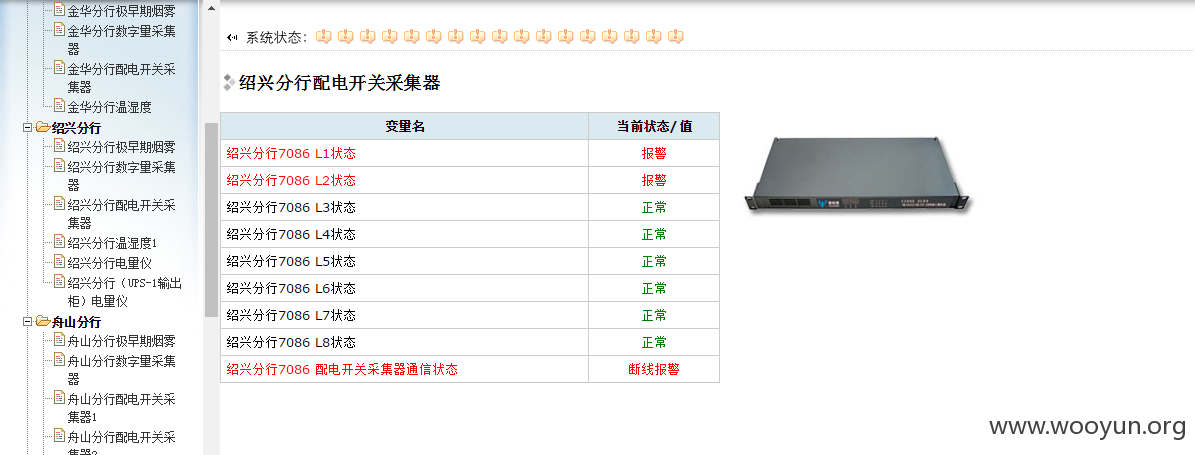 金华分行极早期烟雾
金华分行数字量采集
器
金华分行配电开关采
集器
金华分行温湿度
绍兴分行
绍兴分行极早期烟雾
绍兴分行数字量采集
器
绍兴分行配电开关采
集器
绍兴分行温湿度1
绍兴分行电量仪
绍兴分行（UPS-1输出
柜）电量仪
舟山分行
舟山分行极早期烟雾
舟山分行数字量采集
器
舟山分行配电开关采
集器1
舟山分行配电开关采
集器2
系统状态：
绍兴分行配电开关采集器
变量名 当前状态/值
绍兴分行7086 L1状态 报警
绍兴分行7086 L2状态 报警
绍兴分行7086 L3状态 正常
绍兴分行7086 L4状态 正常
绍兴分行7086 L5状态 正常
绍兴分行7086 L6状态 正常
绍兴分行7086 L7状态 正常
绍兴分行7086 L8状态 正常
绍兴分行7086 配电开关采集器通信状态 断线报警
www.wooyun.org